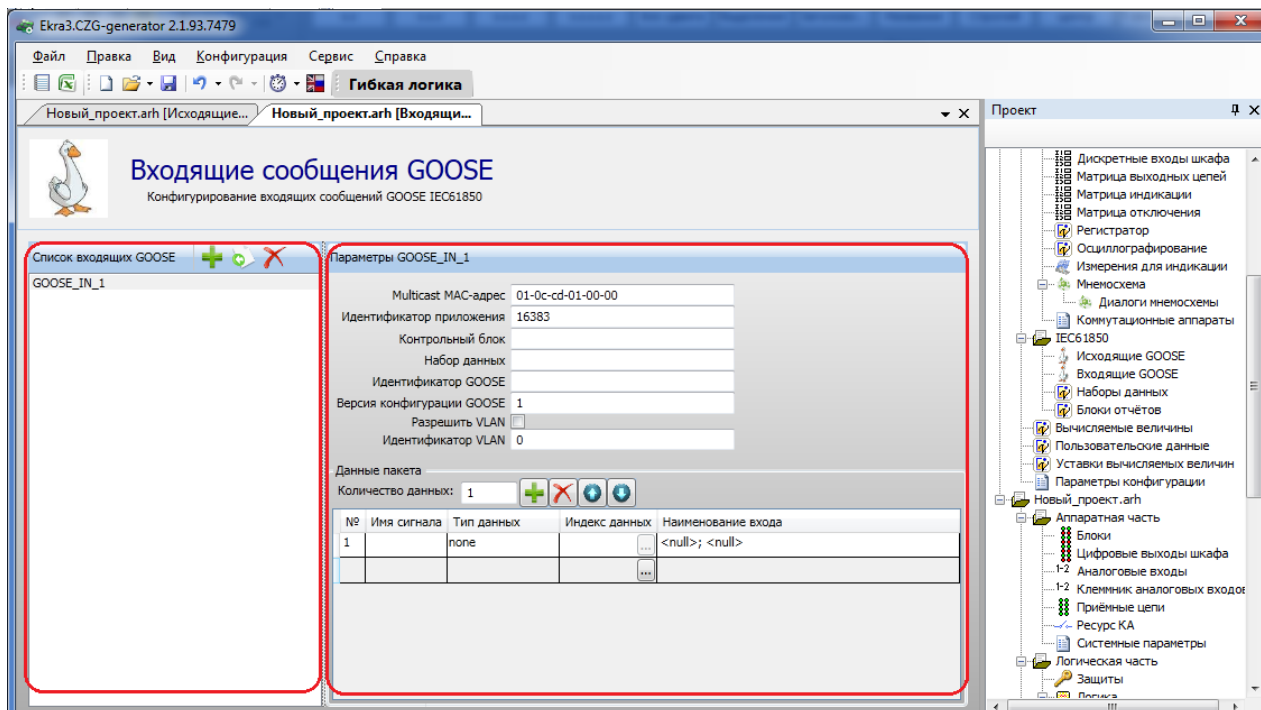 Ekra3.CZG-generator 2.1.93.7479
Файл Правка Вид Конфигурация Сервис Справка
Гибкая логика
Новый_проект.arh [Исходящие... Новый_проект.arh [Входящи...
Входящие сообщения GOOSE
Конфигурирование входящих сообщений GOOSE IEC61850
Список входящих GOOSE
GOOSE_IN_1
Параметры GOOSE_IN_1
Multicast MAC-адрес 01-0c-cd-01-00-00
Идентификатор приложения 16383
Контрольный блок
Набор данных
Идентификатор GOOSE
Версия конфигурации GOOSE 1
Разрешить VLAN
Идентификатор VLAN 0
Данные пакета
Количество данных: 1
№ Имя сигнала Тип данных Индекс данных Наименование входа
1 none ... <null>; <null>
...
Проект
Дискретные входы шкафа
Матрица выходных цепей
Матрица индикации
Матрица отключения
Регистратор
Осциллографирование
Измерения для индикации
Мнемосхема
Диалоги мнемосхемы
Коммутационные аппараты
IEC61850
Исходящие GOOSE
Входящие GOOSE
Наборы данных
Блоки отчётов
Вычисляемые величины
Пользовательские данные
Уставки вычисляемых величин
Параметры конфигурации
Новый_проект.arh
Аппаратная часть
Блоки
Цифровые выходы шкафа
1-2 Аналоговые входы
1-2 Клеммник аналоговых входов
Приёмные цепи
Ресурс КА
Системные параметры
Логическая часть
Защиты
Логика